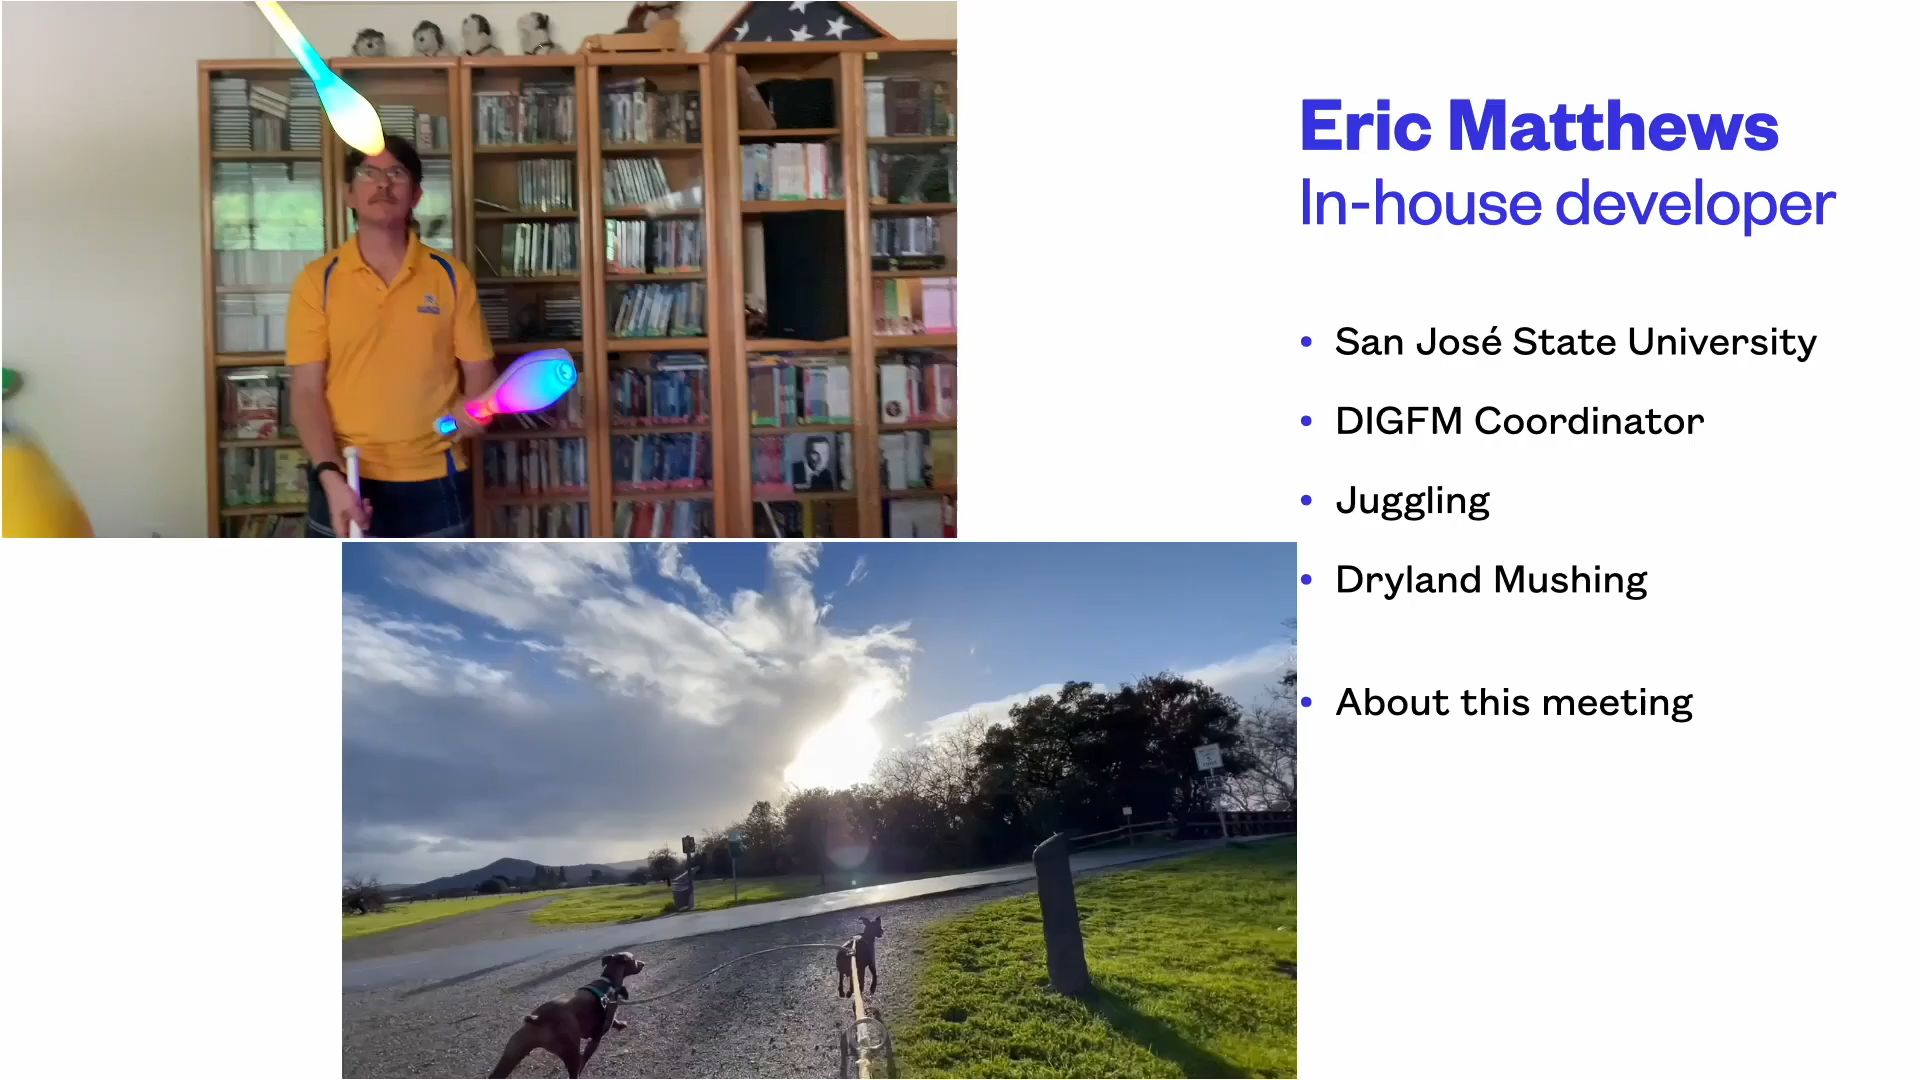 Eric Matthews
In-house developer
San José State University
DIGFM Coordinator
Juggling
Dryland Mushing
About this meeting